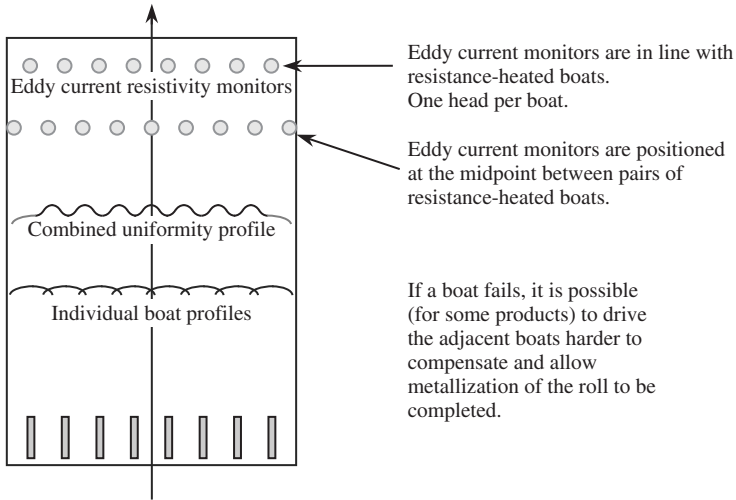 Eddy current monitors are in line with
resistance-heated boats.
One head per boat.
Eddy current resistivity monitors
Eddy current monitors are positioned
at the midpoint between pairs of
resistance-heated boats.
Combined uniformity profile
Individual boat profiles
If a boat fails, it is possible
(for some products) to drive
the adjacent boats harder to
compensate and allow
metallization of the roll to be
completed.